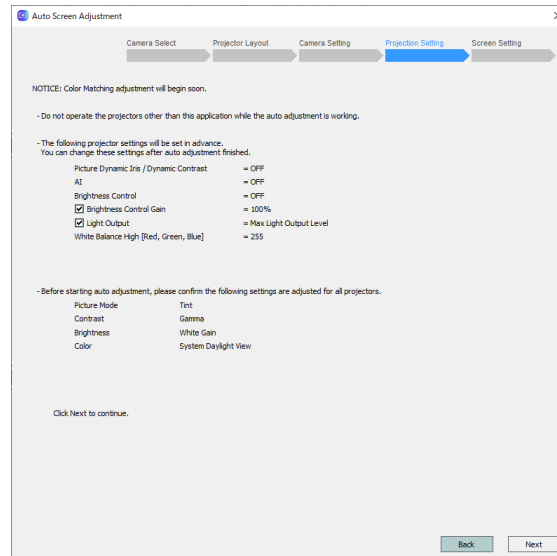 Auto Screen Adjustment
Camera Select Projector Layout Camera Setting Projection Setting Screen Setting
NOTICE: Color Matching adjustment will begin soon.
- Do not operate the projectors other than this application while the auto adjustment is working.
- The following projector settings will be set in advance.
You can change these settings after auto adjustment finished.
Picture Dynamic Iris / Dynamic Contrast = OFF
AI = OFF
Brightness Control = OFF
Brightness Control Gain = 100%
Light Output = Max Light Output Level
White Balance High [Red, Green, Blue] = 255
- Before starting auto adjustment, please confirm the following settings are adjusted for all projectors.
Picture Mode Tint
Contrast Gamma
Brightness White Gain
Color System Daylight View
Click Next to continue.
Back Next